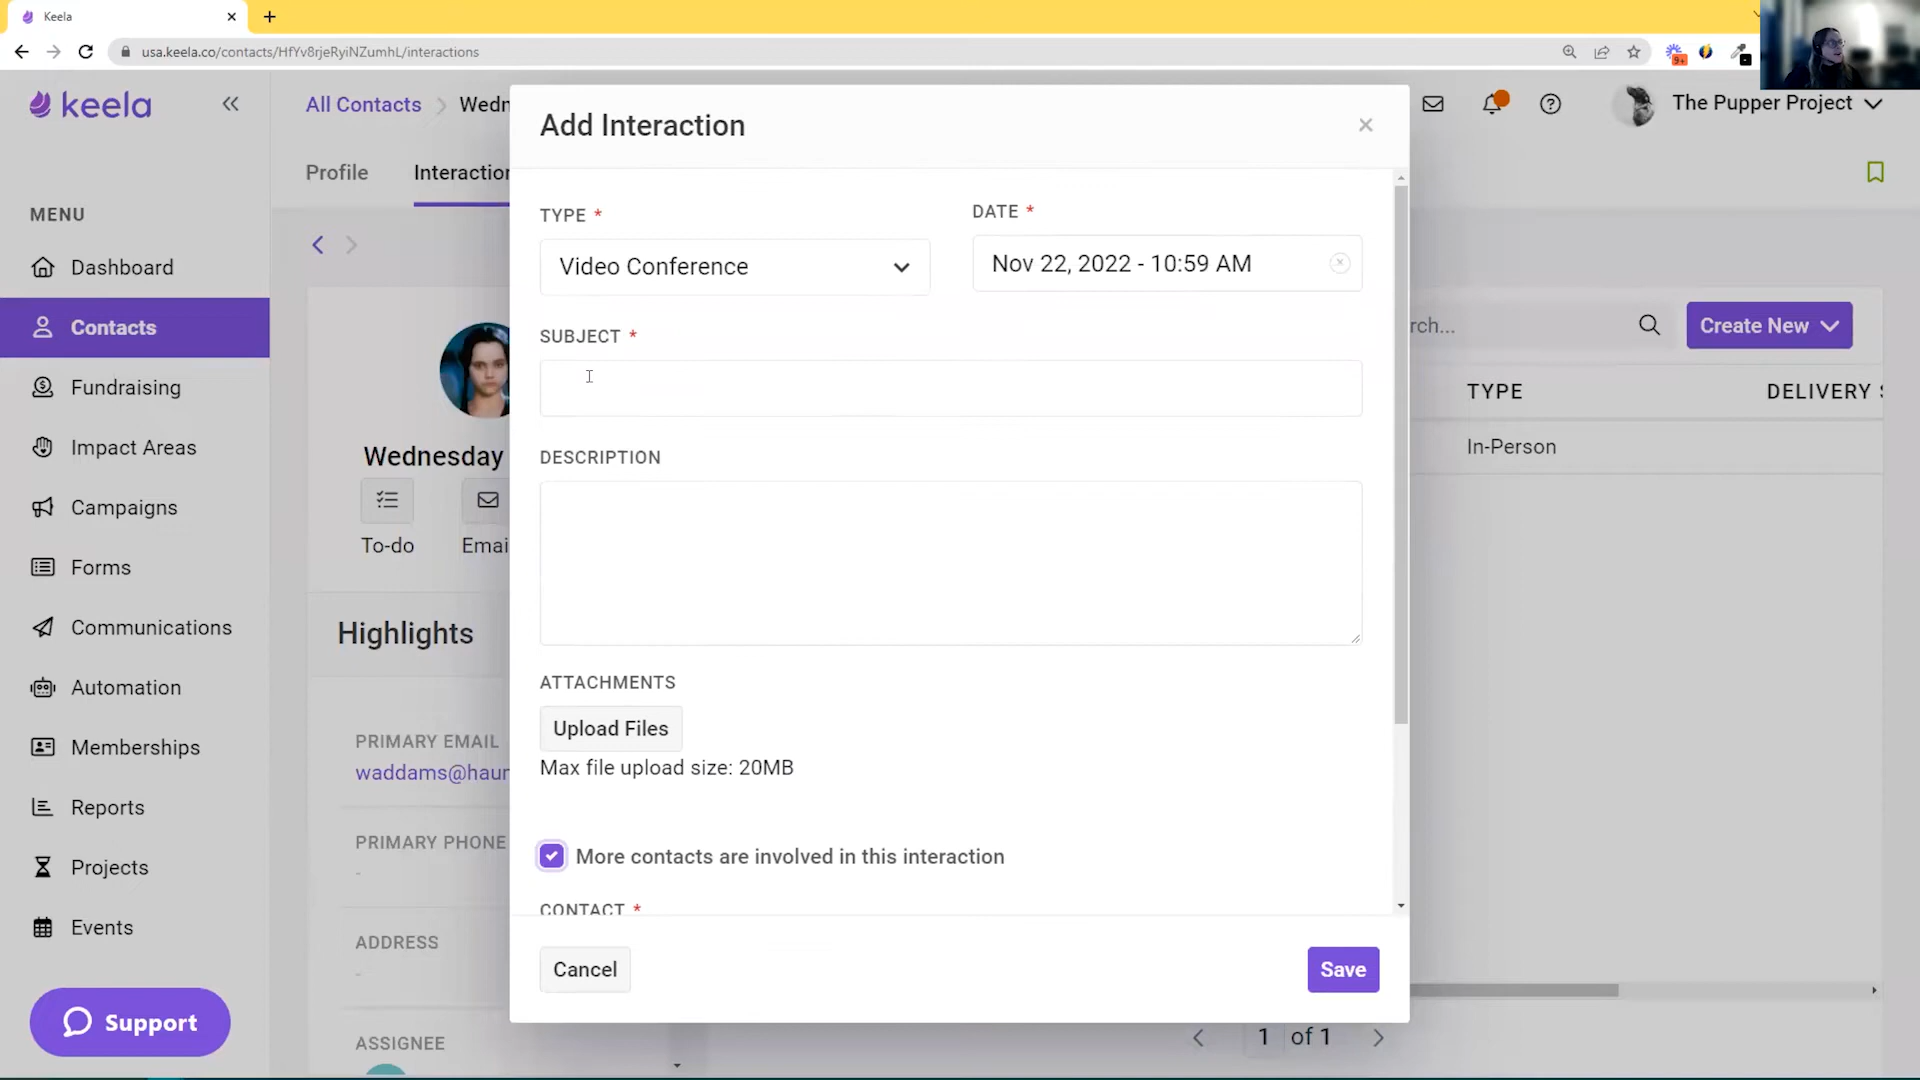 Keela
usa.keela.co/contacts/HfYv8rjeRyiNZumhL/interactions
9+
keela
All Contacts
Wedn
The Pupper Project
Profile
Interaction
MENU
Dashboard
Contacts
Fundraising
Impact Areas
Campaigns
Forms
Communications
Automation
Memberships
Reports
Projects
Events
Support
Wednesday
To-do
Emai
Highlights
PRIMARY EMAIL
waddams@haun
PRIMARY PHONE
-
ADDRESS
-
ASSIGNEE
Add Interaction
TYPE *
Video Conference
DATE *
Nov 22, 2022 - 10:59 AM
SUBJECT *
DESCRIPTION
ATTACHMENTS
Upload Files
Max file upload size: 20MB
More contacts are involved in this interaction
CONTACT *
Cancel
Save
rch...
Create New
TYPE
DELIVERY
In-Person
1 of 1